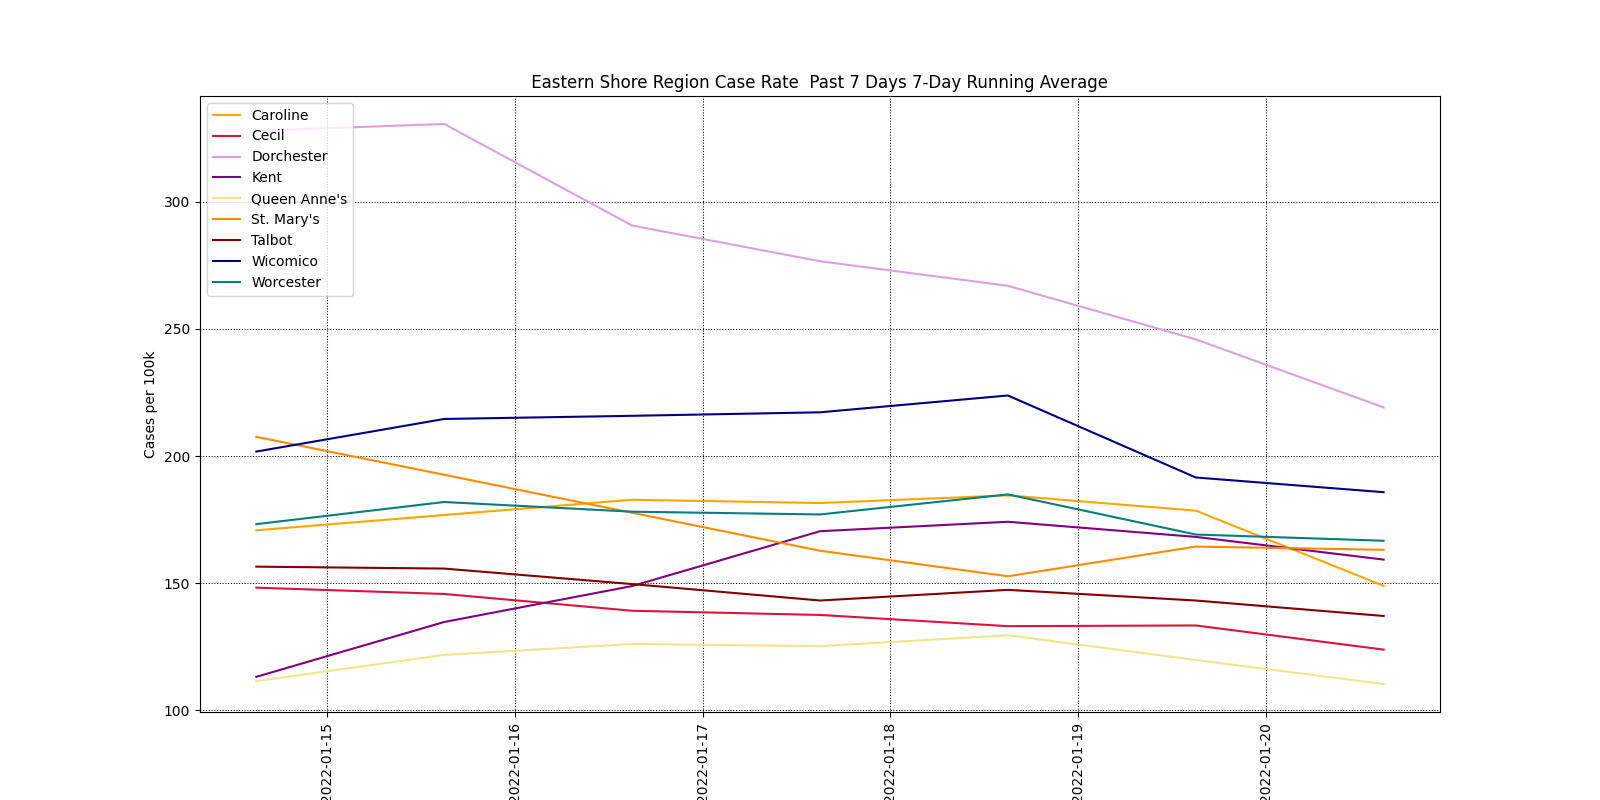 Eastern Shore Region Case Rate  Past 7 Days 7-Day Running Average
Caroline
Cecil
Dorchester
Kent
Queen Anne's
St. Mary's
Talbot
Wicomico
Worcester
300
250
200
150
100
Cases per 100k
2022-01-15
2022-01-16
2022-01-17
2022-01-18
2022-01-19
2022-01-20